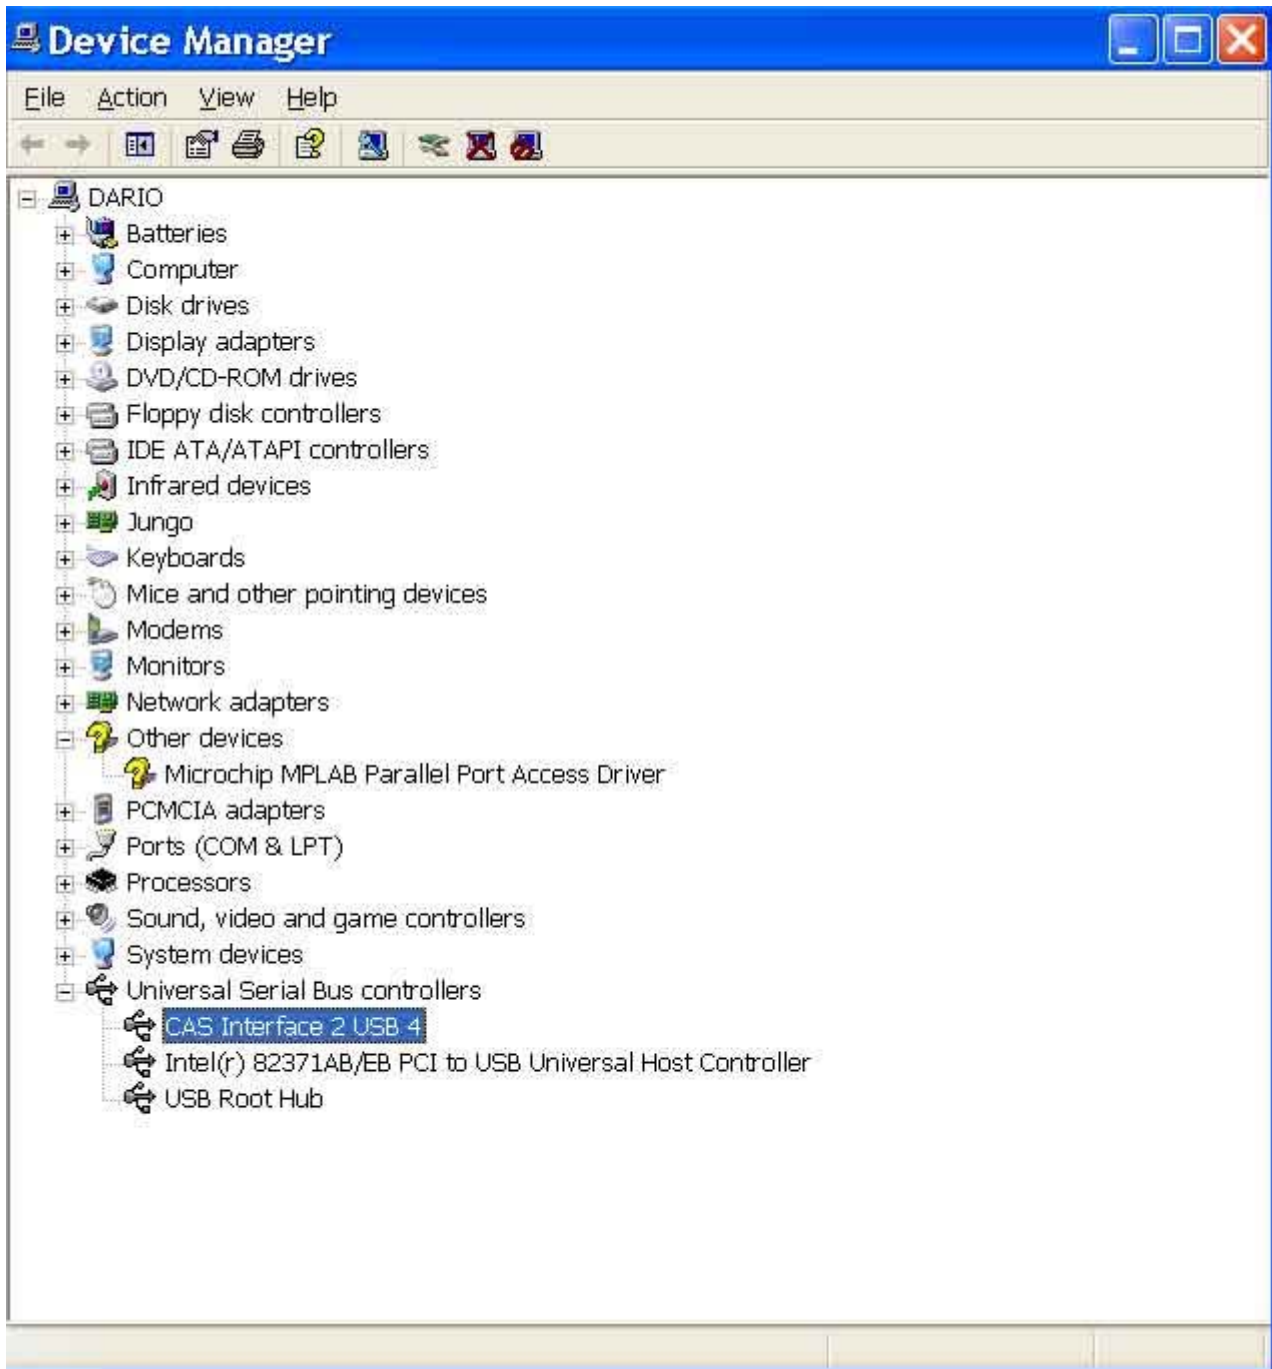 Device Manager
File Action View Help
DARIO
Batteries
Computer
Disk drives
Display adapters
DVD/CD-ROM drives
Floppy disk controllers
IDE ATA/ATAPI controllers
Infrared devices
Jungo
Keyboards
Mice and other pointing devices
Modems
Monitors
Network adapters
Other devices
Microchip MPLAB Parallel Port Access Driver
PCMCIA adapters
Ports (COM & LPT)
Processors
Sound, video and game controllers
System devices
Universal Serial Bus controllers
CAS Interface 2 USB 4
Intel(r) 82371AB/EB PCI to USB Universal Host Controller
USB Root Hub